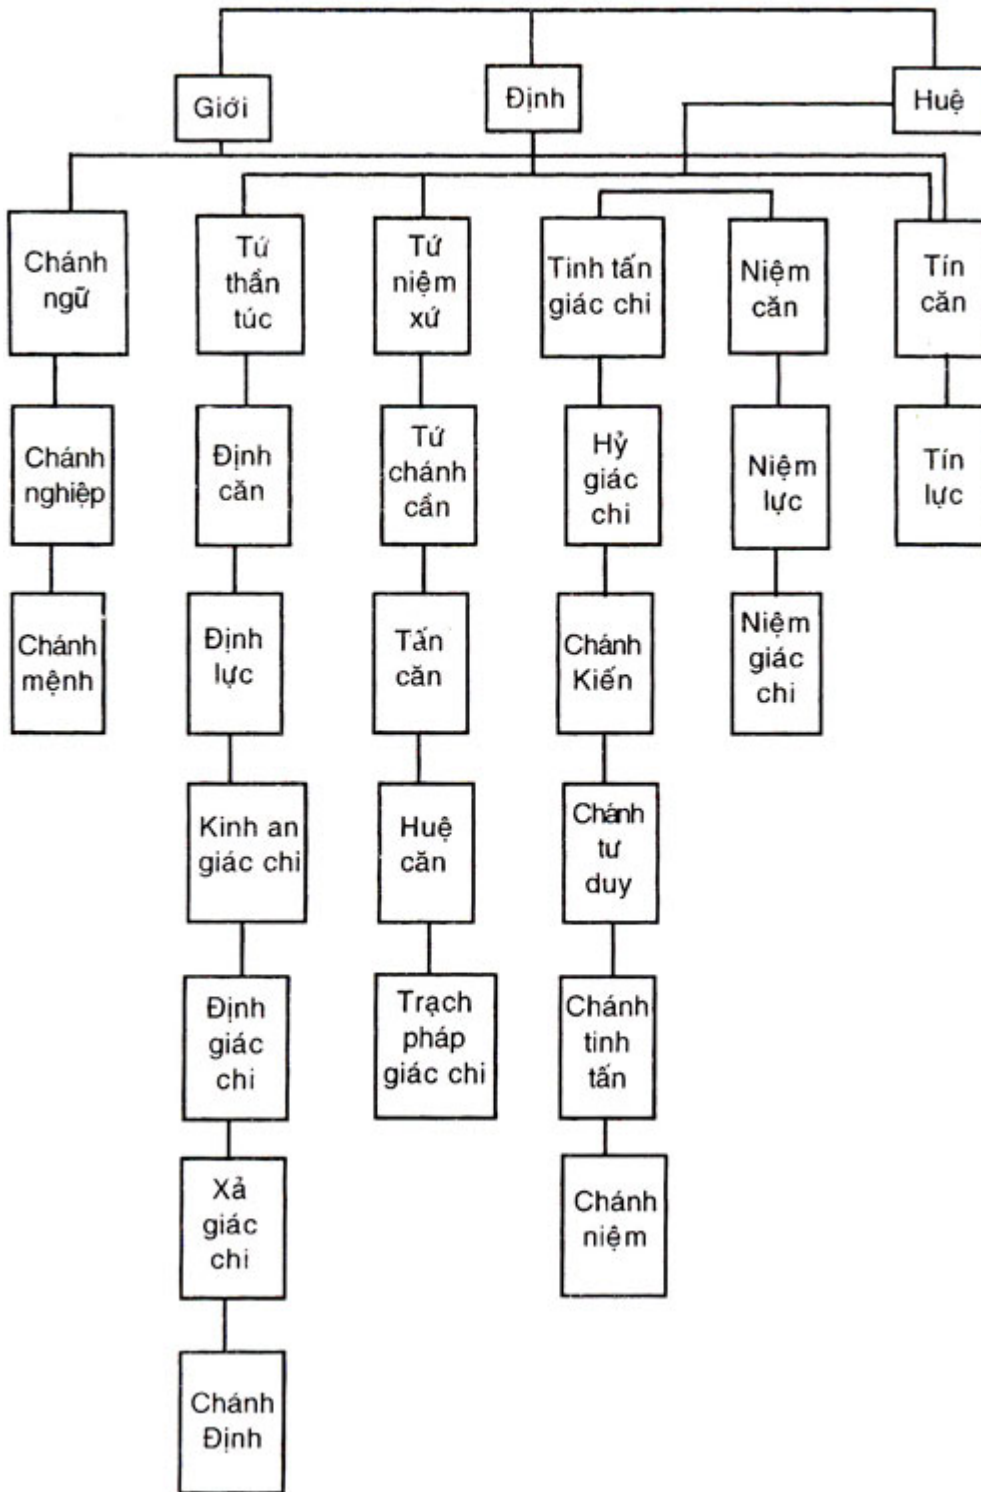 Giới
Định
Huệ
Chánh
ngữ
Tứ
thần
túc
Tứ
niệm
xứ
Tinh tấn
giác chi
Niệm
căn
Tín
căn
Chánh
nghiệp
Định
căn
Tứ
chánh
cần
Hỷ
giác
chi
Niệm
lực
Tín
lực
Chánh
mệnh
Định
lực
Tấn
căn
Chánh
Kiến
Niệm
giác
chi
Kinh an
giác chi
Huệ
căn
Chánh
tư
duy
Định
giác
chi
Trạch
pháp
giác chi
Chánh
tinh
tấn
Xả
giác
chi
Chánh
niệm
Chánh
Định